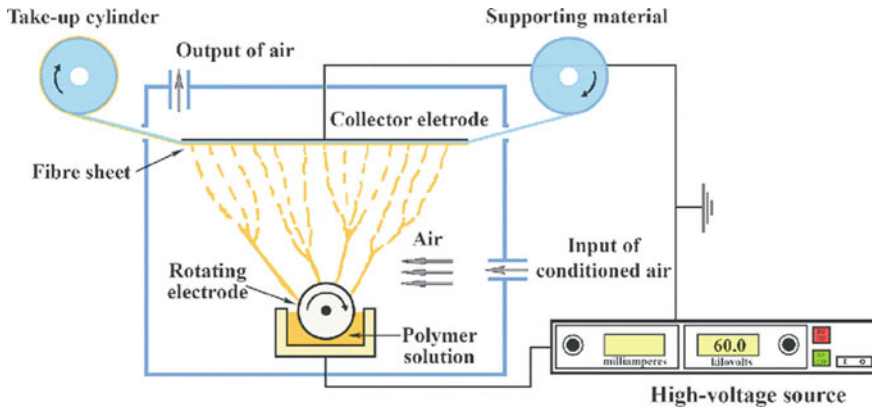 Take-up cylinder
Supporting material
Output of air
Collector eletrode
Fibre sheet
Air
Input of
conditioned air
Rotating
electrode
Polymer
solution
60.0
milliamperes
kilovolts
High-voltage source